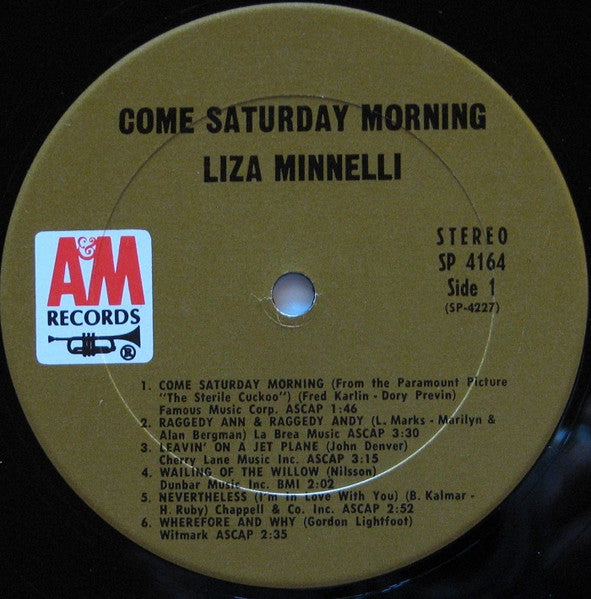 COME SATURDAY MORNING
LIZA MINNELLI
A&M
RECORDS
®
STEREO
SP 4164
Side 1
(SP-4227)
1. COME SATURDAY MORNING (From the Paramount Picture
"The Sterile Cuckoo") (Fred Karlin - Dory Previn)
Famous Music Corp. ASCAP 1:46
2. RAGGEDY ANN & RAGGEDY ANDY (L. Marks - Marilyn &
Alan Bergman) La Brea Music ASCAP 3:30
3. LEAVIN' ON A JET PLANE (John Denver)
Cherry Lane Music Inc. ASCAP 3:15
4. WAILING OF THE WILLOW (Nilsson)
Dunbar Music Inc. BMI 2:02
5. NEVERTHELESS (I'm in Love With You) (B. Kalmar -
H. Ruby) Chappell & Co. Inc. ASCAP 2:52
6. WHEREFORE AND WHY (Gordon Lightfoot)
Witmark ASCAP 2:35